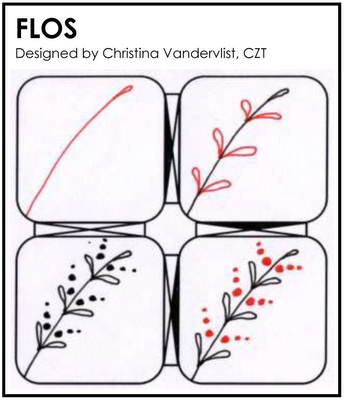 FLOS
Designed by Christina Vandervlist, CZT